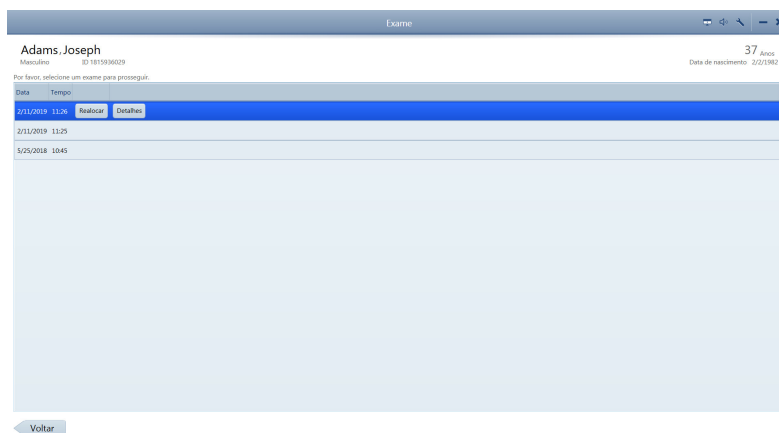 Exame
Adams, Joseph
37 Anos
Masculino ID 1815936029
Data de nascimento 2/2/1982
Por favor, selecione um exame para prosseguir.
Data Tempo
2/11/2019 11:26 Realocar Detalhes
2/11/2019 11:25
5/25/2018 10:45
Voltar